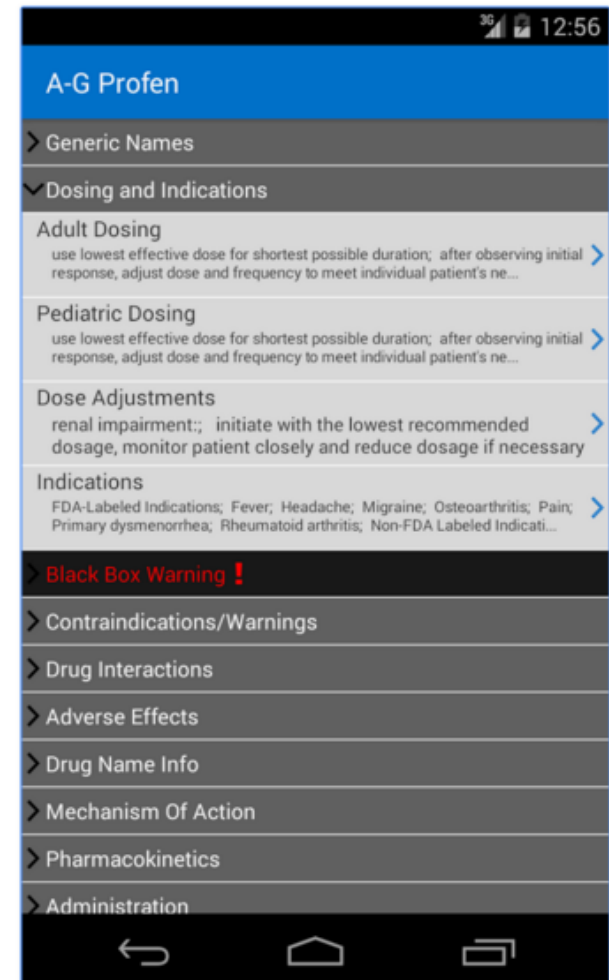 3G 12:56
A-G Profen
Generic Names
Dosing and Indications
Adult Dosing
use lowest effective dose for shortest possible duration; after observing initial
response, adjust dose and frequency to meet individual patient's ne...
Pediatric Dosing
use lowest effective dose for shortest possible duration; after observing initial
response, adjust dose and frequency to meet individual patient's ne...
Dose Adjustments
renal impairment:; initiate with the lowest recommended
dosage, monitor patient closely and reduce dosage if necessary
Indications
FDA-Labeled Indications; Fever; Headache; Migraine; Osteoarthritis; Pain;
Primary dysmenorrhea; Rheumatoid arthritis; Non-FDA Labeled Indicati...
Black Box Warning !
Contraindications/Warnings
Drug Interactions
Adverse Effects
Drug Name Info
Mechanism Of Action
Pharmacokinetics
Administration